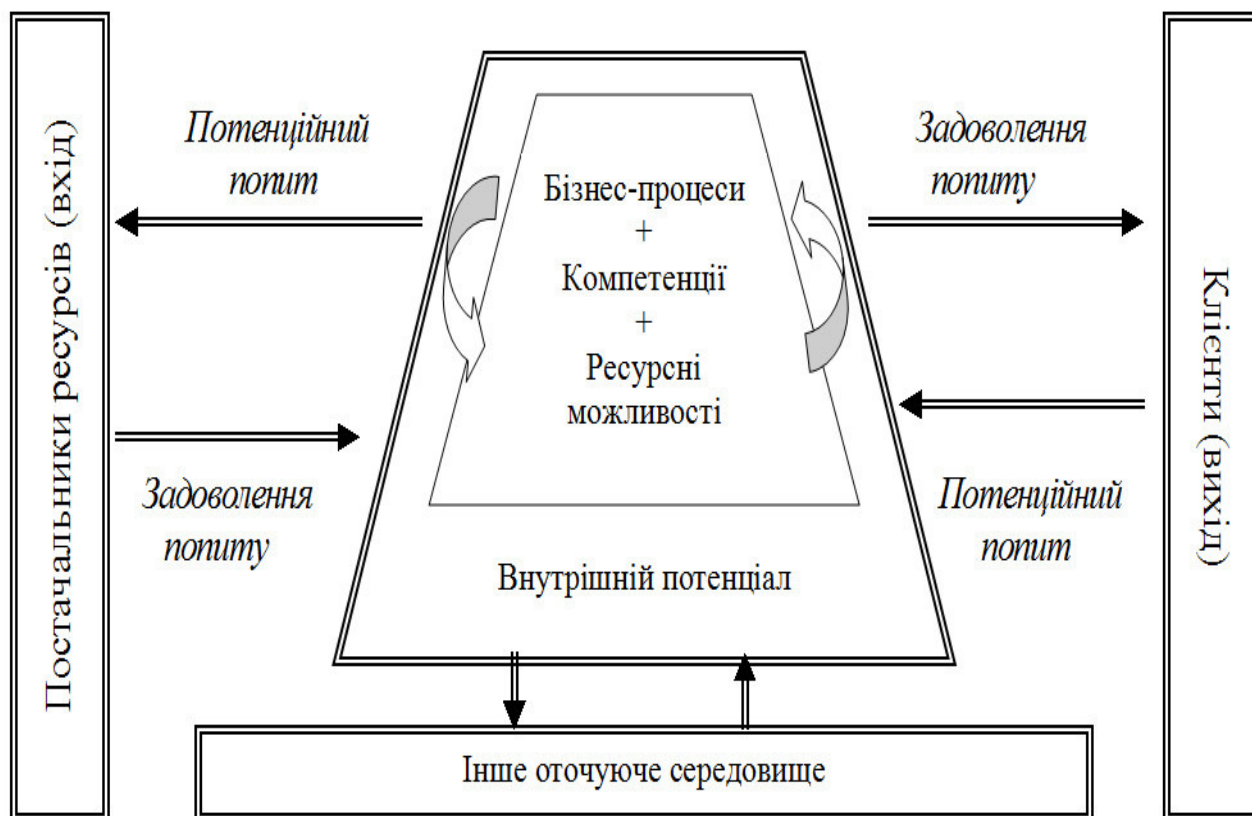 Постачальники ресурсів (вхід)
Потенційний
попит
Задоволення
попиту
Бізнес-процеси
+
Компетенції
+
Ресурсні
можливості
Внутрішній потенціал
Задоволення
попиту
Потенційний
попит
Клієнти (вихід)
Інше оточуюче середовище